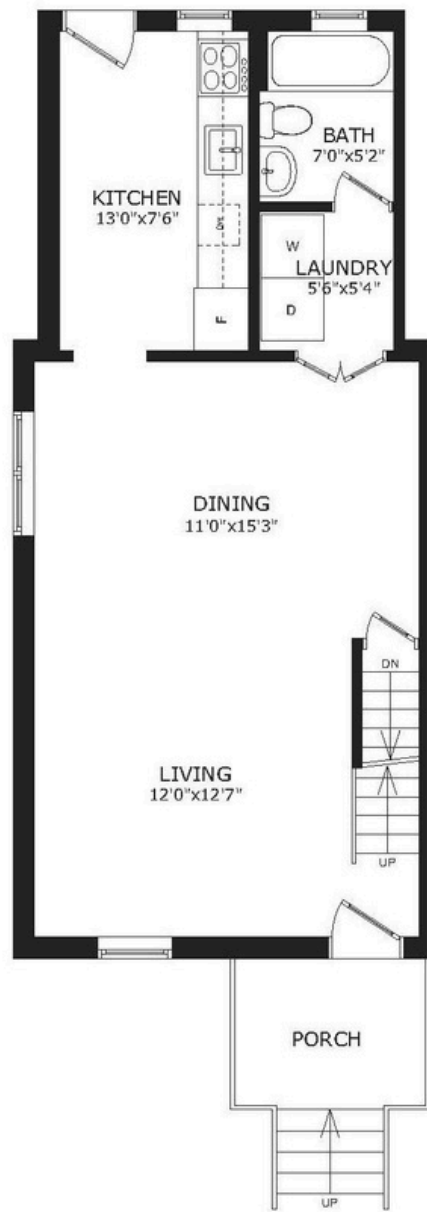 BATH
7'0"x5'2"
KITCHEN
13'0"x7'6"
DW
W
LAUNDRY
5'6"x5'4"
D
F
DINING
11'0"x15'3"
DN
LIVING
12'0"x12'7"
UP
PORCH
UP